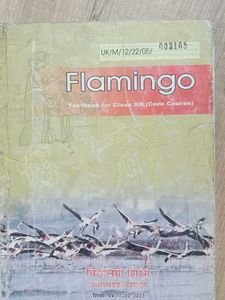 UK/M/12/22/05/ 003165
Flamingo
Textbook for Class XII (Core Course)
विद्यालयी शिक्षा